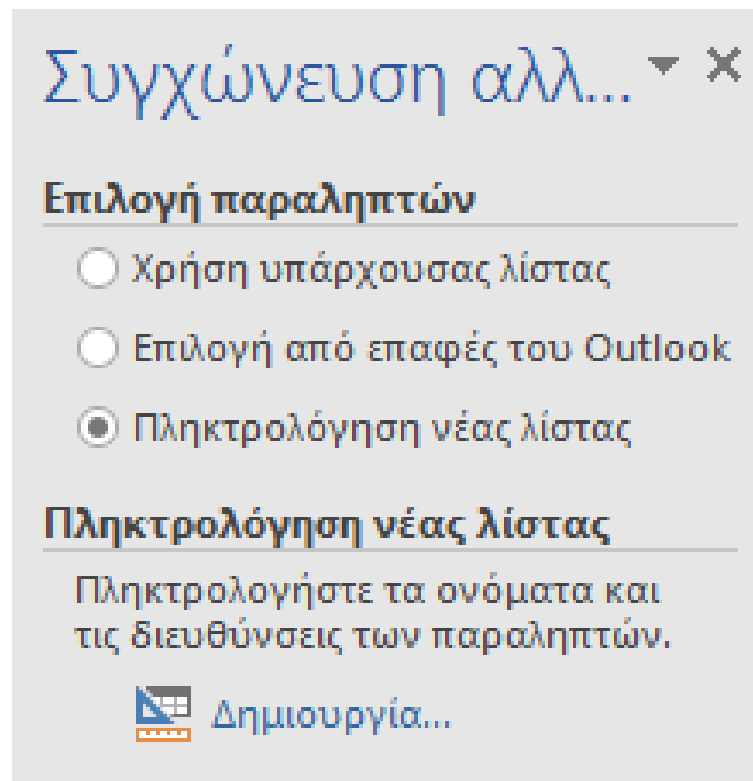 Συγχώνευση αλλ...
Επιλογή παραληπτών
Χρήση υπάρχουσας λίστας
Επιλογή από επαφές του Outlook
Πληκτρολόγηση νέας λίστας
Πληκτρολόγηση νέας λίστας
Πληκτρολογήστε τα ονόματα και
τις διευθύνσεις των παραληπτών.
Δημιουργία...